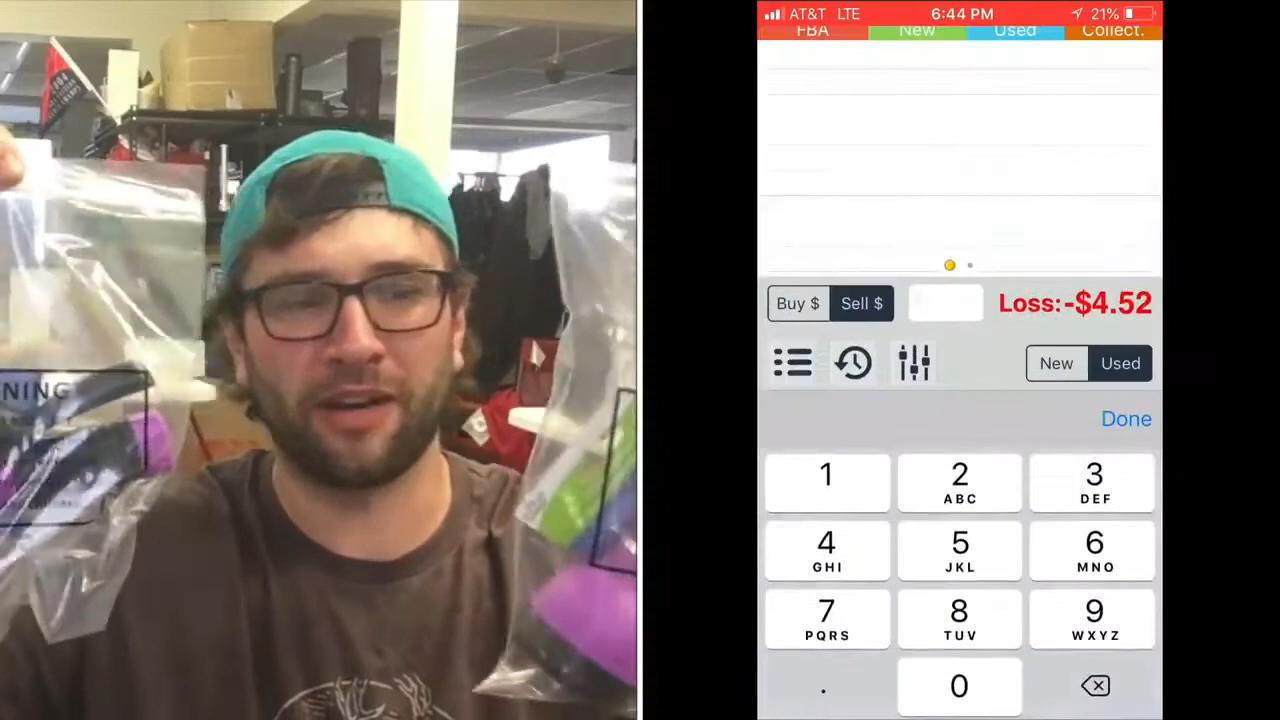 NING
AT&T LTE 6:44 PM 21%
FBA New Used Collect.
Buy $ Sell $ Loss:-$4.52
New Used
Done
1 2 ABC 3 DEF
4 GHI 5 JKL 6 MNO
7 PQRS 8 TUV 9 WXYZ
. 0